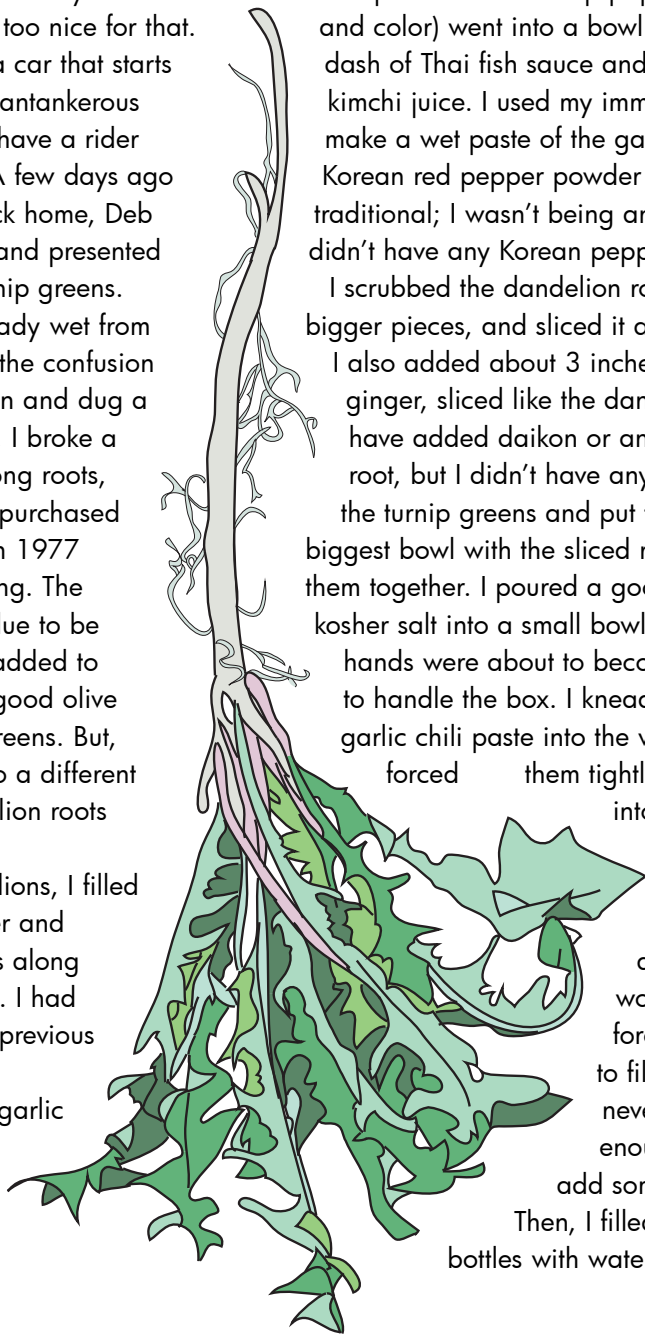 too nice for that.
a car that starts
antankerous
have a rider
A few days ago
ck home, Deb
and presented
nip greens.
ady wet from
the confusion
n and dug a
I broke a
ong roots,
purchased
n 1977
ng. The
lue to be
added to
good olive
reens. But,
o a different
lion roots
lions, I filled
er and
s along
. I had
previous
garlic
and color) went into a bowl
dash of Thai fish sauce and
kimchi juice. I used my imm
make a wet paste of the ga
Korean red pepper powder
traditional; I wasn't being ar
didn't have any Korean pepp
I scrubbed the dandelion ro
bigger pieces, and sliced it o
I also added about 3 inche
ginger, sliced like the dan
have added daikon or an
root, but I didn't have any
the turnip greens and put t
biggest bowl with the sliced r
them together. I poured a goo
kosher salt into a small bowl
hands were about to beco
to handle the box. I knead
garlic chili paste into the v
forced them tightl
into
a
wo
forc
to fil
neve
enou
add som
Then, I filled
bottles with wate